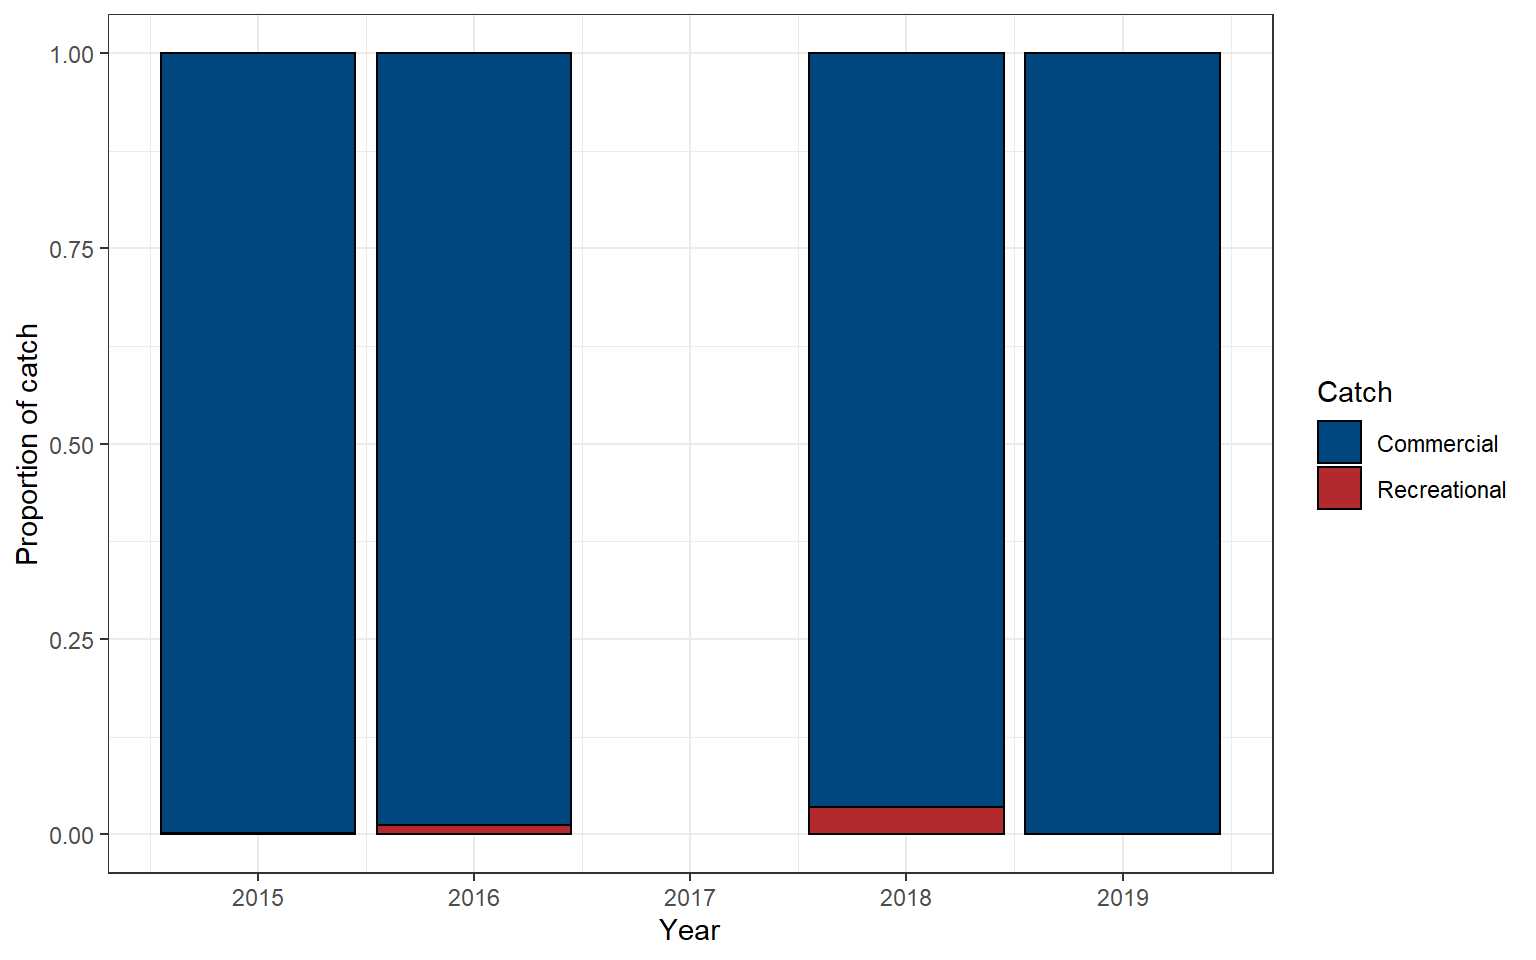 Proportion of catch
1.00
0.75
0.50
0.25
0.00
2015 2016 2017 2018 2019
Year
Catch
Commercial
Recreational